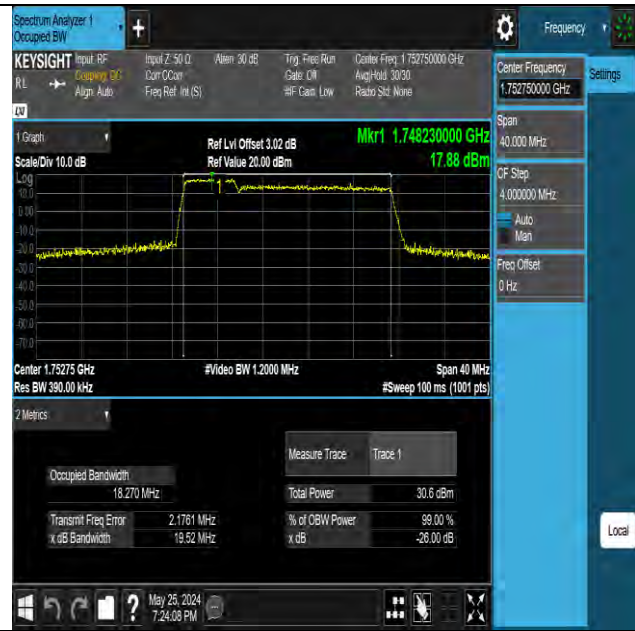 Spectrum Analyzer 1
Occupied BW
+
Frequency
KEYSIGHT Input: RF
RL
Coupling: DC
Align: Auto
Input Z: 50 Ω
Corr CCorr
Freq Ref: Int (S)
Atten: 30 dB
Trig: Free Run
Gate: Off
#IF Gain: Low
Center Freq: 1.752750000 GHz
Avg|Hold: 30/30
Radio Std: None
LXI
Center Frequency
1.752750000 GHz
Settings
Span
40.000 MHz
CF Step
4.000000 MHz
Auto
Man
Freq Offset
0 Hz
1 Graph
Scale/Div 10.0 dB
Ref Lvl Offset 3.02 dB
Ref Value 20.00 dBm
Mkr1 1.748230000 GHz
17.88 dBm
Log
10.0
0.00
-10.0
-20.0
-30.0
-40.0
-50.0
-60.0
-70.0
1
Center 1.75275 GHz
Res BW 390.00 kHz
#Video BW 1.2000 MHz
Span 40 MHz
#Sweep 100 ms (1001 pts)
2 Metrics
Measure Trace Trace 1
Occupied Bandwidth
18.270 MHz
Total Power 30.6 dBm
Transmit Freq Error 2.1761 MHz
% of OBW Power 99.00 %
x dB Bandwidth 19.52 MHz
x dB -26.00 dB
Local
?
May 25, 2024
7:24:08 PM